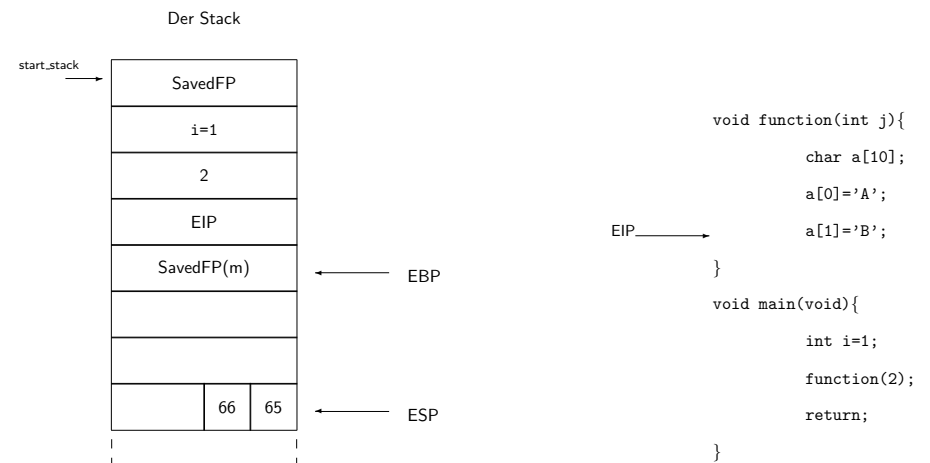 Der Stack
start_stack
SavedFP
i=1
2
EIP
SavedFP(m)
EBP
66 65
ESP
void function(int j){
char a[10];
a[0]='A';
EIP
a[1]='B';
}
void main(void){
int i=1;
function(2);
return;
}